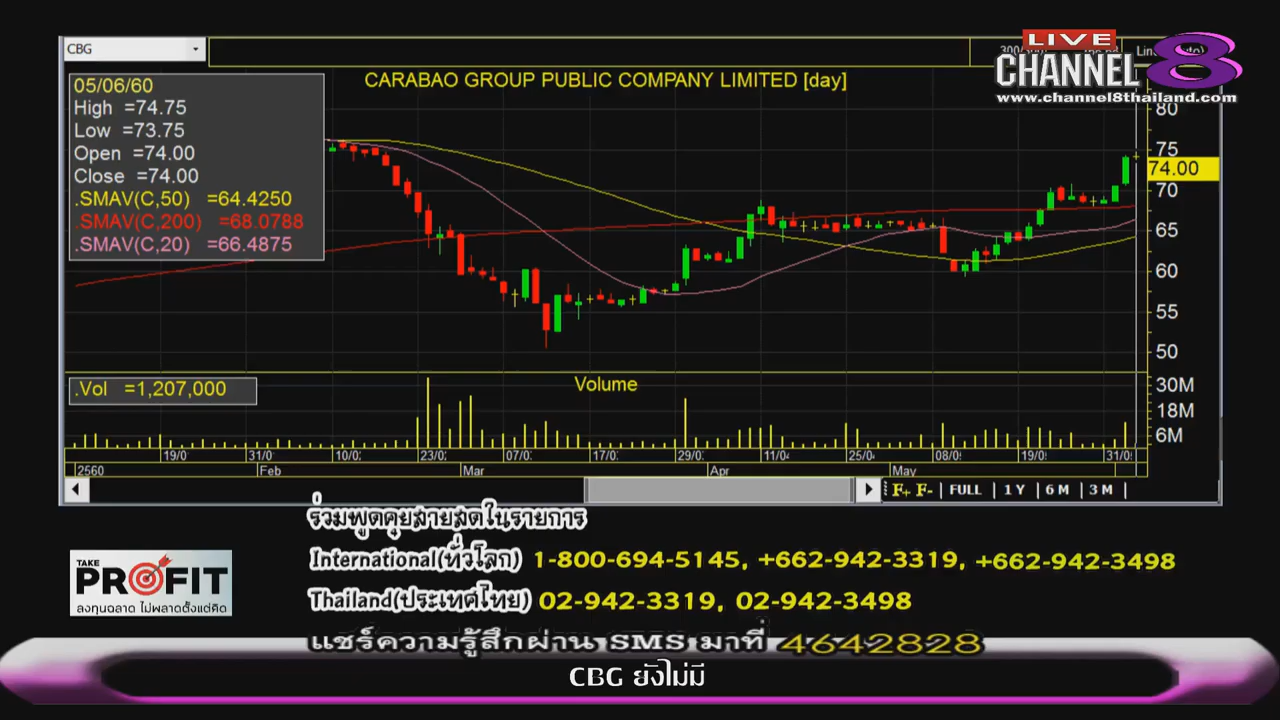 CBG
LIVE
CHANNEL 8
www.channel8thailand.com
CARABAO GROUP PUBLIC COMPANY LIMITED [day]
05/06/60
High =74.75
Low =73.75
Open =74.00
Close =74.00
.SMAV(C,50) =64.4250
.SMAV(C,200) =68.0788
.SMAV(C,20) =66.4875
80
75
74.00
70
65
60
55
50
.Vol =1,207,000
Volume
30M
18M
6M
19/0 31/0 10/0 23/0 07/0 17/0 29/0 11/0 25/0 08/0 19/0 31/0
2560 Feb Mar Apr May
F+ F- FULL 1 Y 6 M 3 M
ร่วมพูดคุยสายสดในรายการ
International(ทั่วโลก) 1-800-694-5145, +662-942-3319, +662-942-3498
TAKE
PROFIT
ลงทุนฉลาด ไม่พลาดตั้งแต่คิด
Thailand(ประเทศไทย) 02-942-3319, 02-942-3498
แชร์ความรู้สึกผ่าน SMS มาที่ 4642828
CBG ยังไม่มี